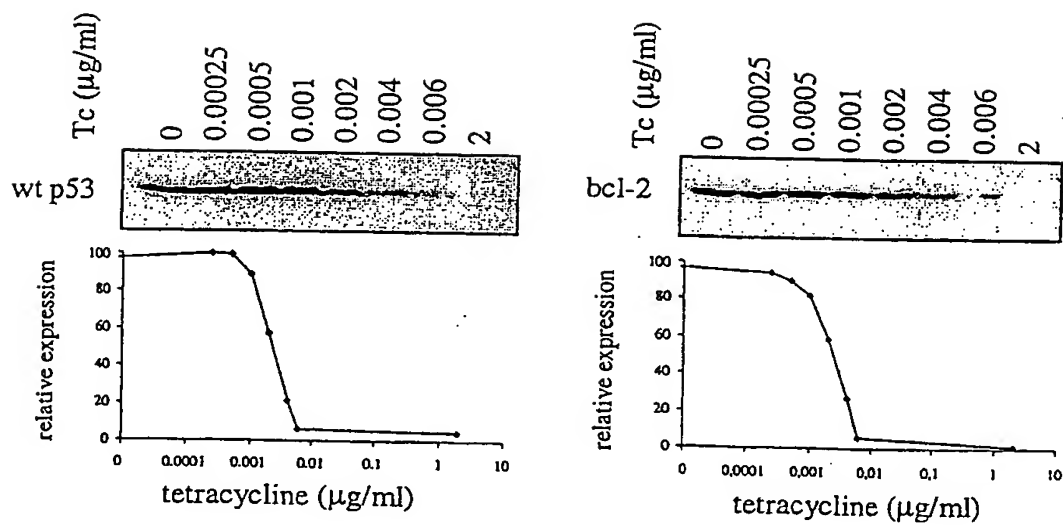 Tc (µg/ml)
0
0.00025
0.0005
0.001
0.002
0.004
0.006
2
wt p53
100
80
60
40
20
0
relative expression
0 0.0001 0.001 0.01 0.1 1 10
tetracycline (µg/ml)
Tc (µg/ml)
0
0.00025
0.0005
0.001
0.002
0.004
0.006
2
bcl-2
100
80
60
40
20
0
relative expression
0 0,0001 0,001 0,01 0,1 1 10
tetracycline (µg/ml)